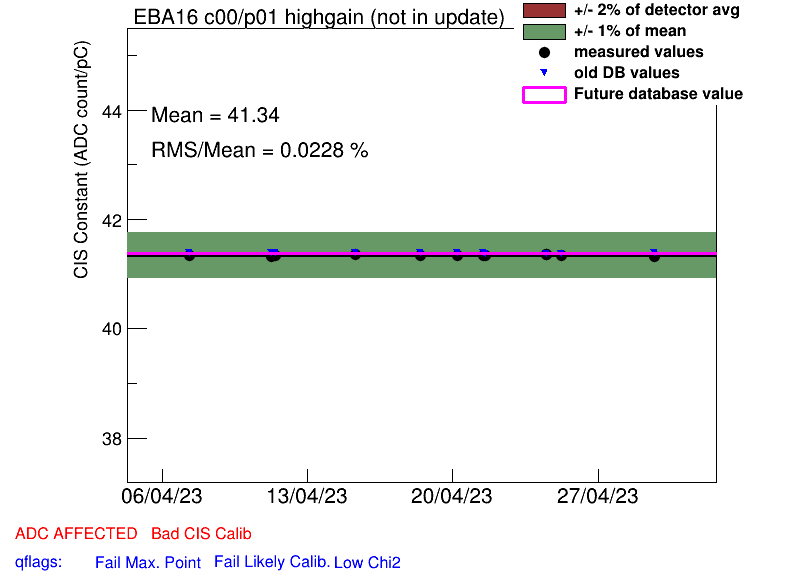 EBA16 c00/p01 highgain (not in update)
+/- 2% of detector avg
+/- 1% of mean
measured values
old DB values
Future database value
CIS Constant (ADC count/pC)
Mean = 41.34
RMS/Mean = 0.0228 %
44
42
40
38
06/04/23 13/04/23 20/04/23 27/04/23
ADC AFFECTED Bad CIS Calib
qflags: Fail Max. Point Fail Likely Calib. Low Chi2